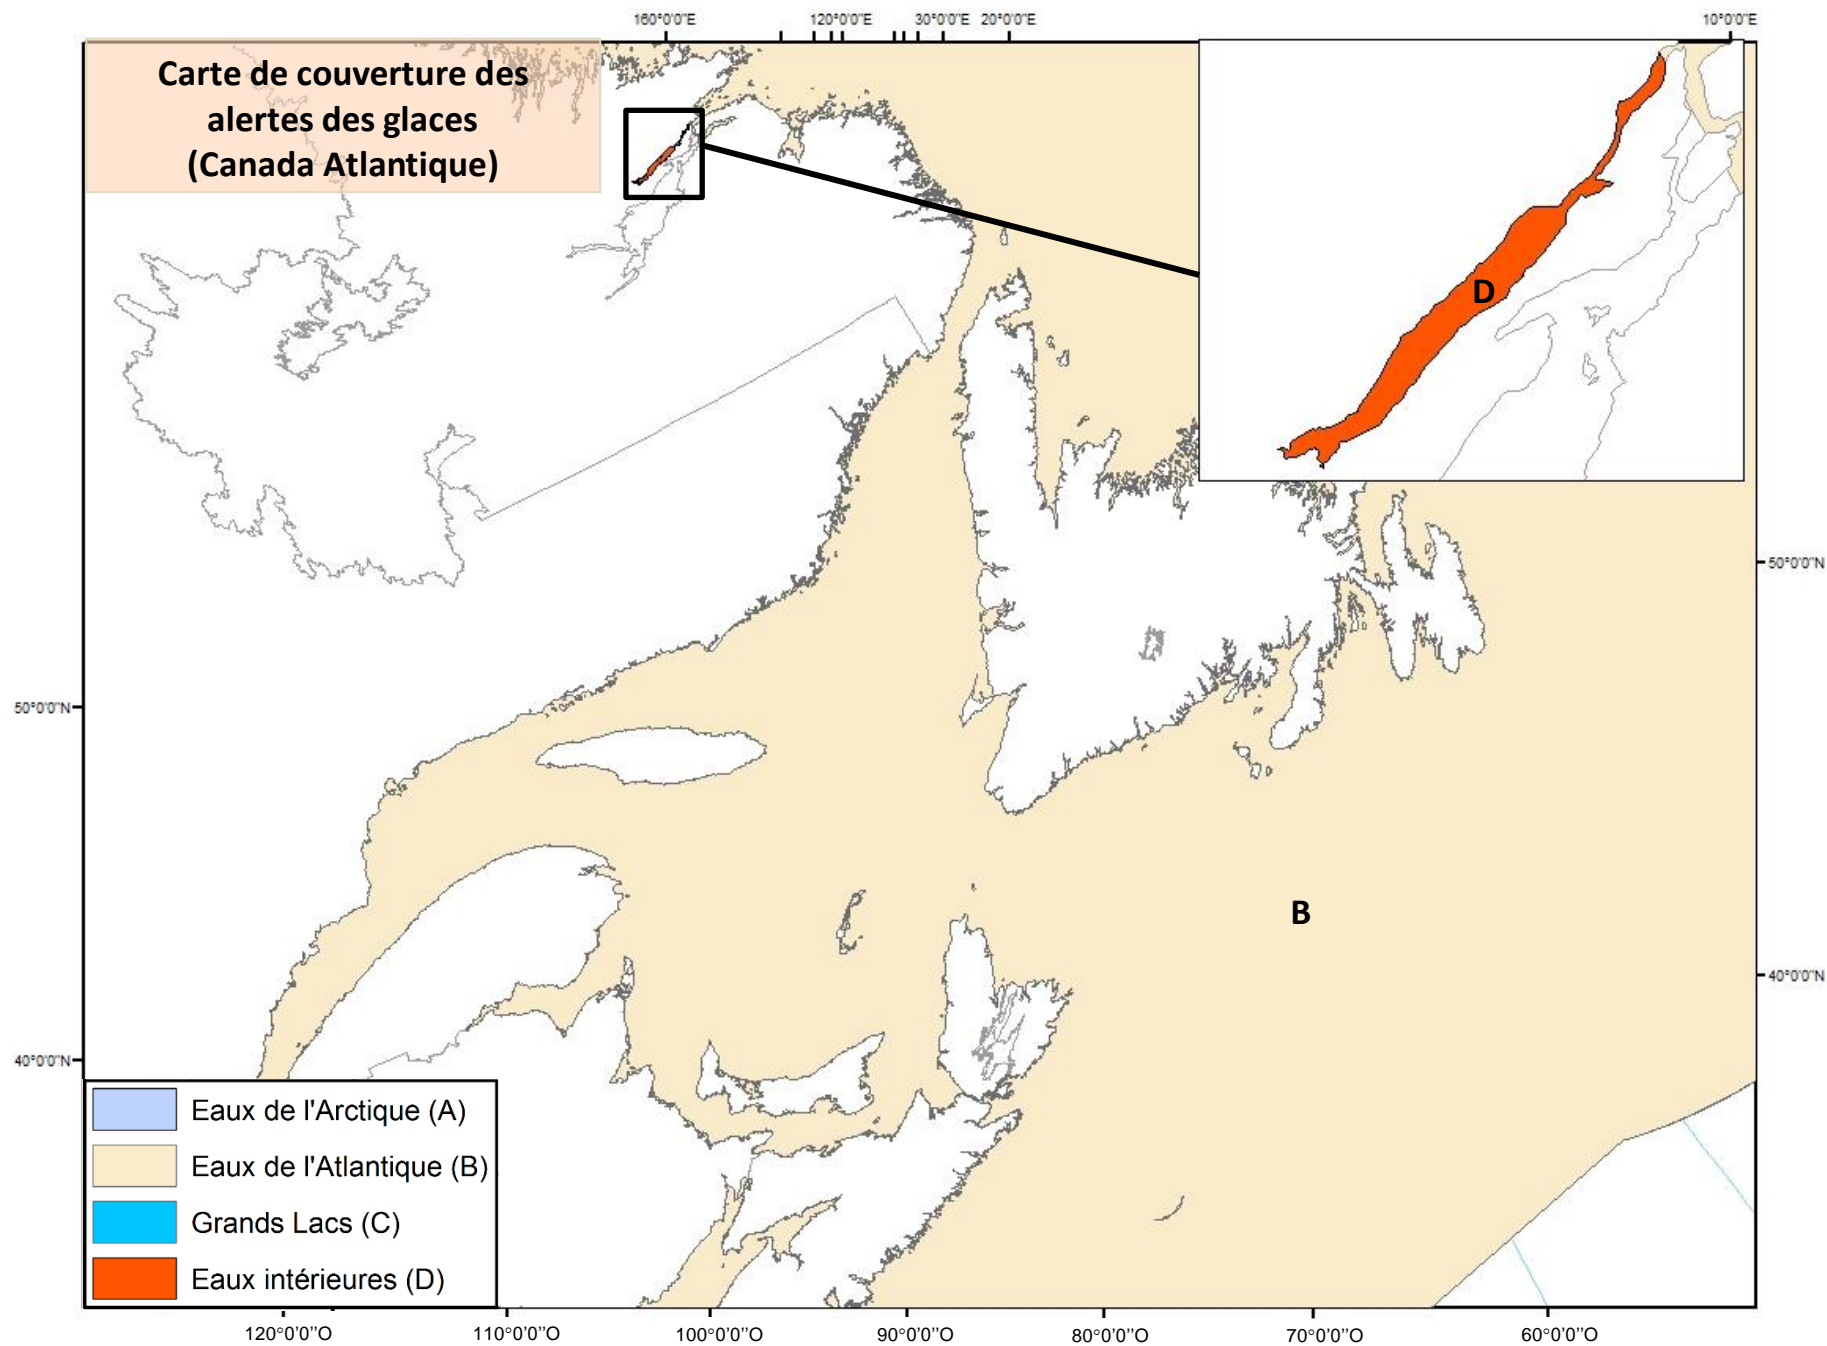 160°0'0"E
120°0'0"E
30°0'0"E
20°0'0"E
10°0'0"E
Carte de couverture des
alertes des glaces
(Canada Atlantique)
D
50°0'0"N
50°0'0"N
B
40°0'0"N
40°0'0"N
Eaux de l'Arctique (A)
Eaux de l'Atlantique (B)
Grands Lacs (C)
Eaux intérieures (D)
120°0'0"O
110°0'0"O
100°0'0"O
90°0'0"O
80°0'0"O
70°0'0"O
60°0'0"O